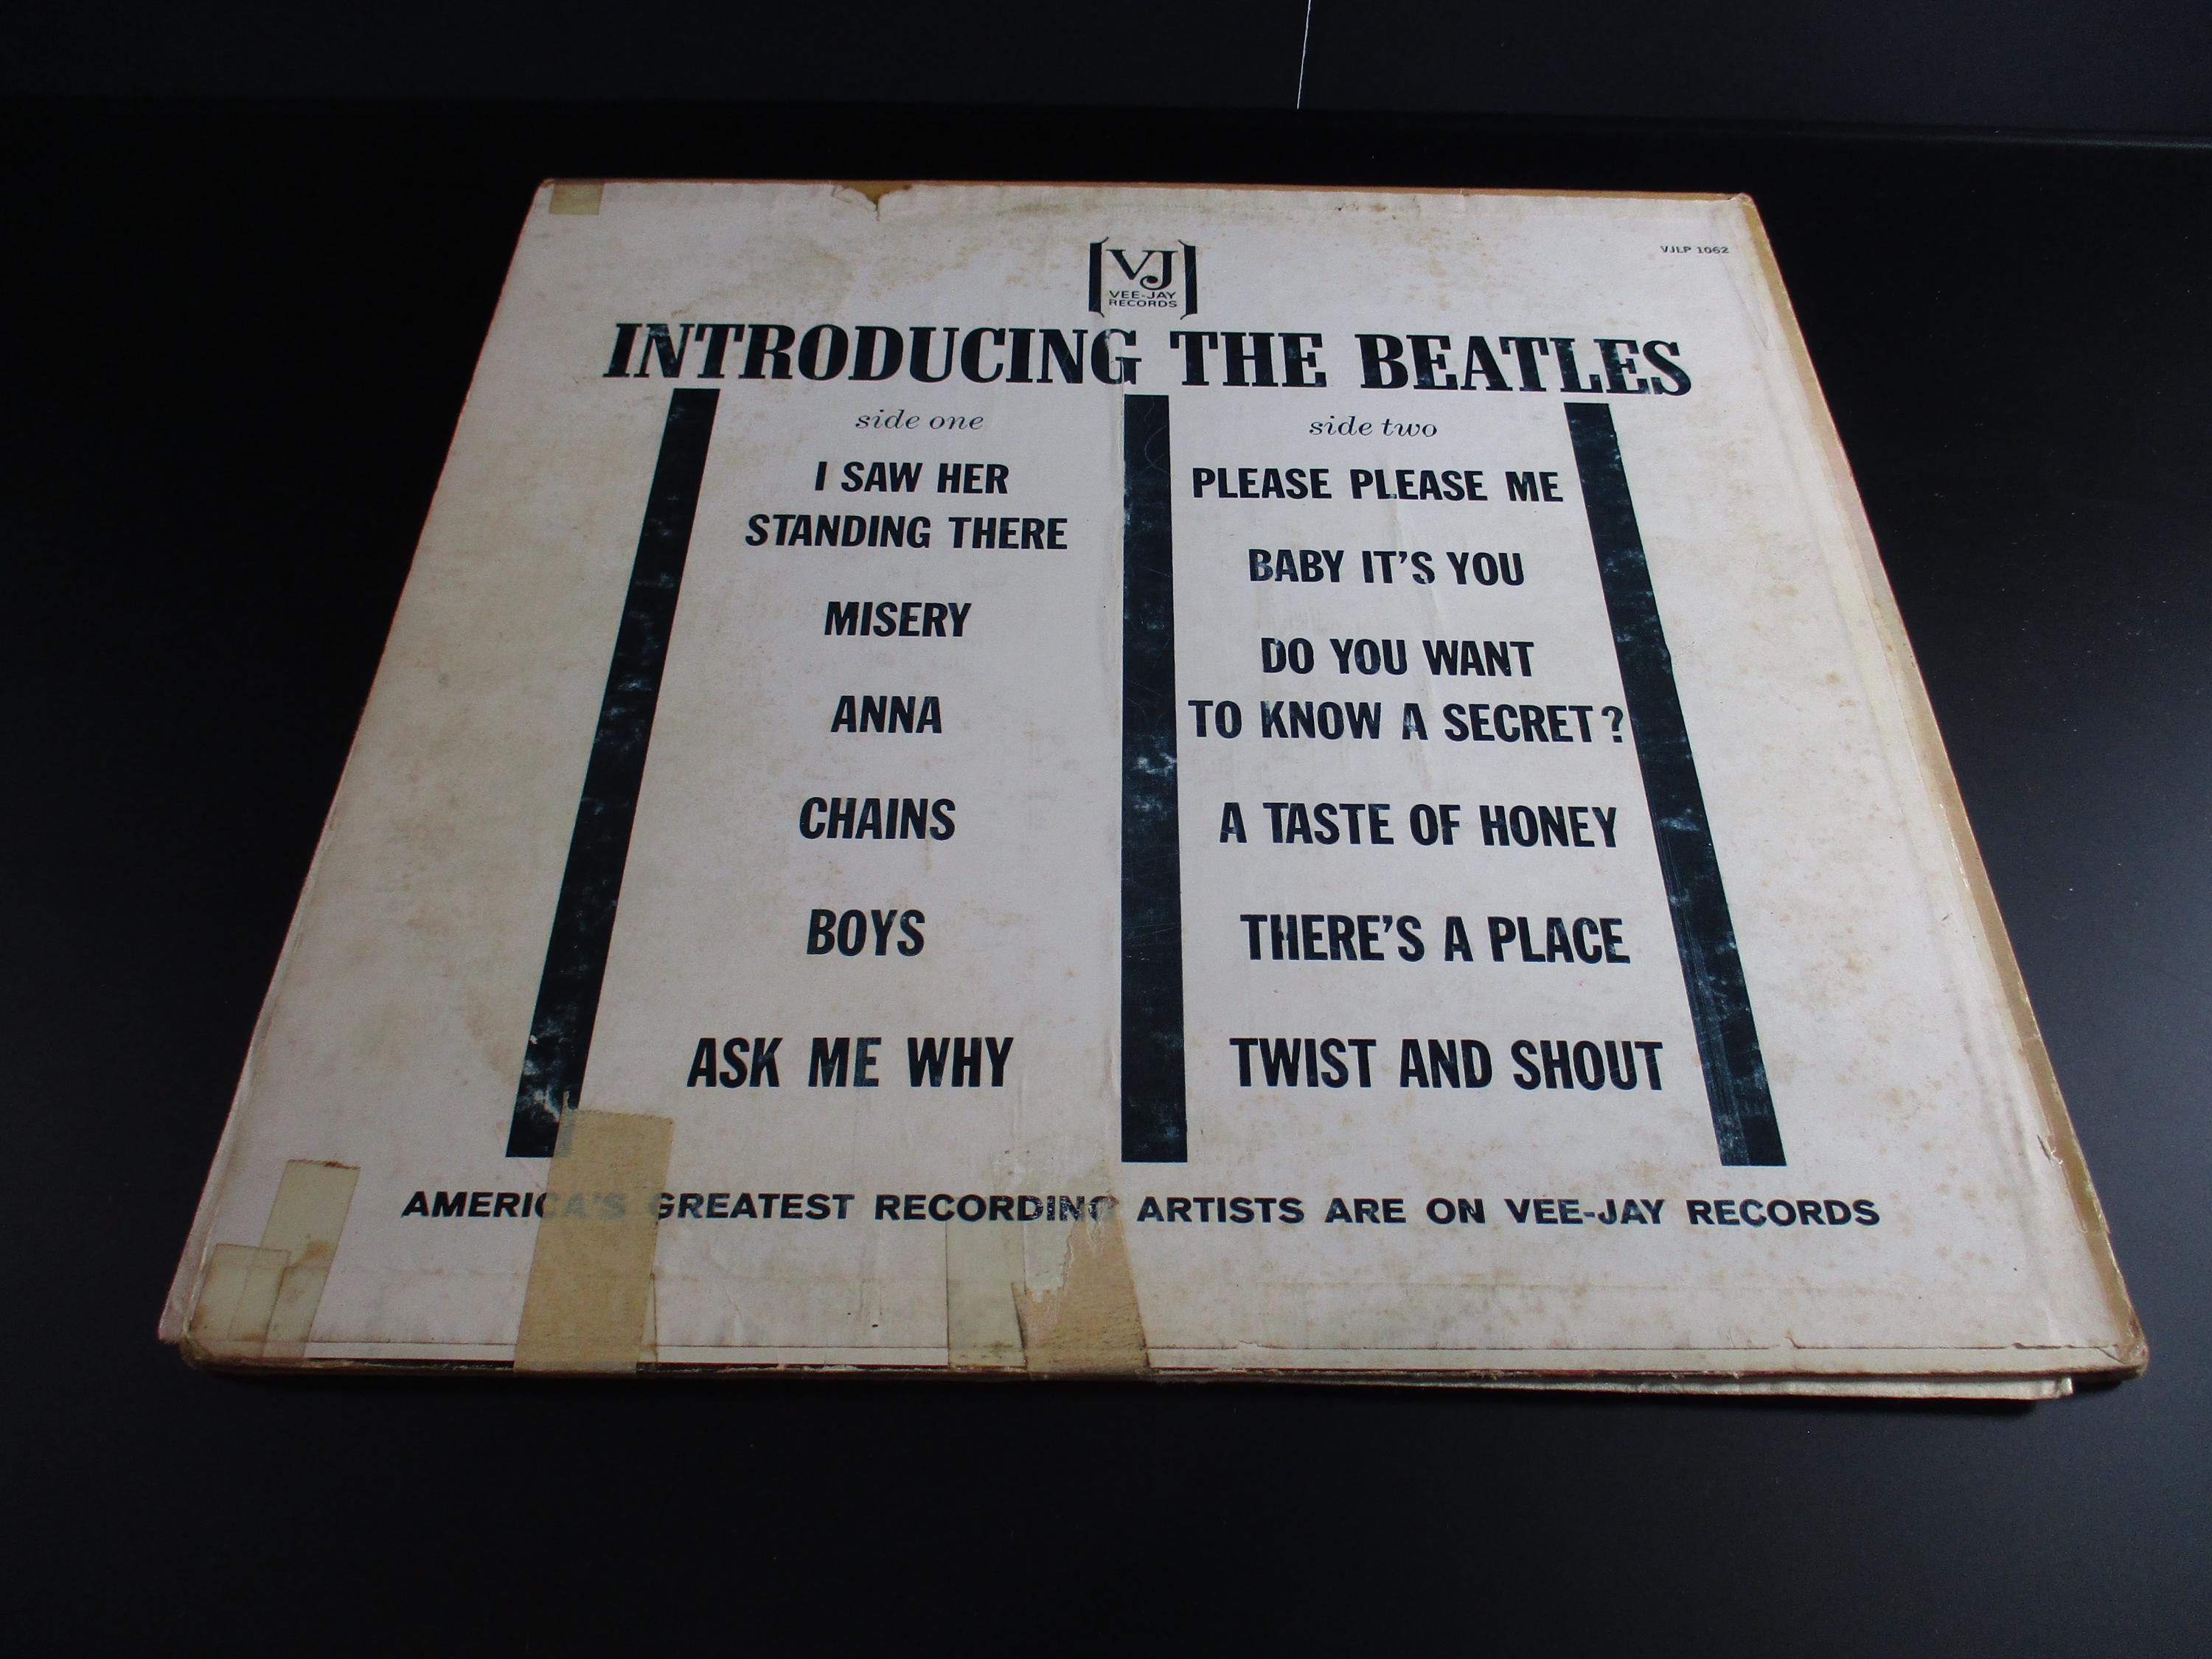 VJ
VEE-JAY
RECORDS
VJLP 1062
INTRODUCING THE BEATLES
side one
I SAW HER
STANDING THERE
MISERY
ANNA
CHAINS
BOYS
ASK ME WHY
side two
PLEASE PLEASE ME
BABY IT'S YOU
DO YOU WANT
TO KNOW A SECRET?
A TASTE OF HONEY
THERE'S A PLACE
TWIST AND SHOUT
AMERICA'S GREATEST RECORDING ARTISTS ARE ON VEE-JAY RECORDS